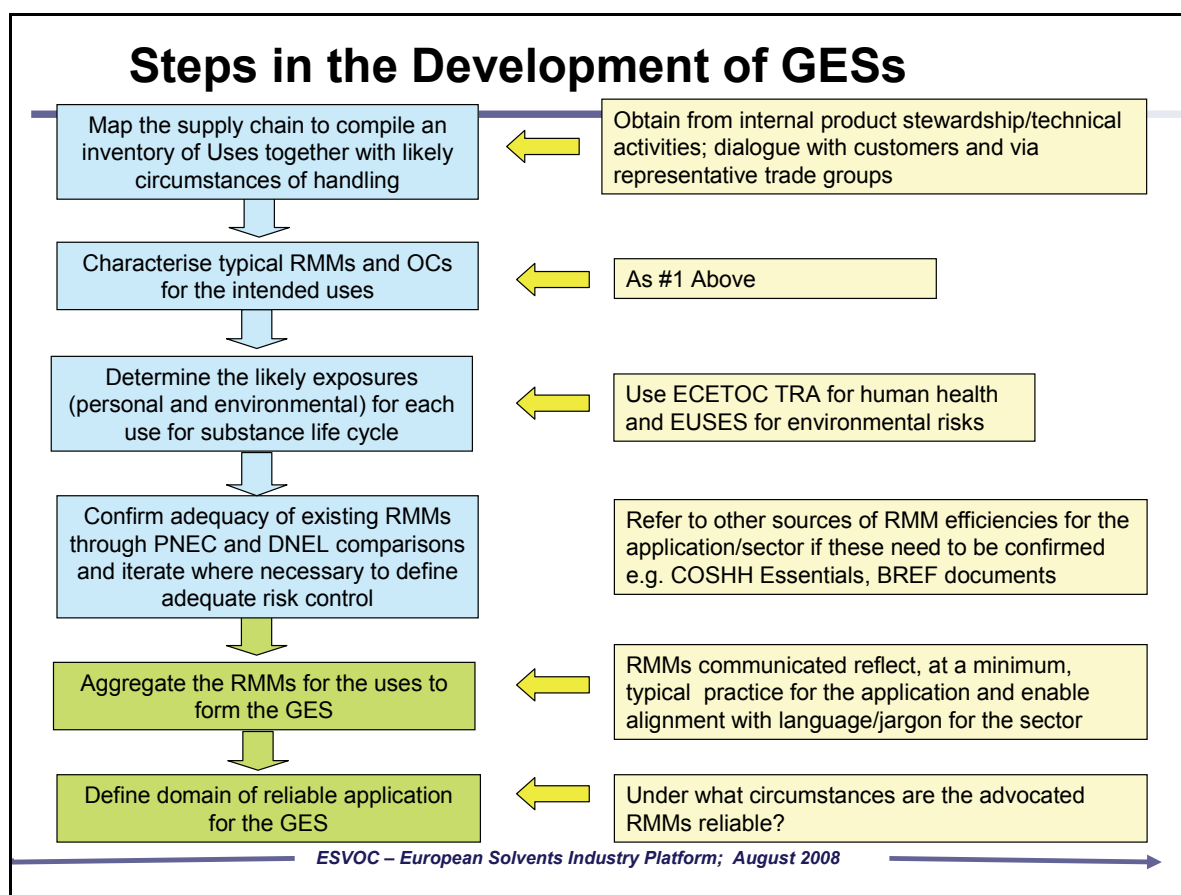 Steps in the Development of GESs
Map the supply chain to compile an
inventory of Uses together with likely
circumstances of handling
Obtain from internal product stewardship/technical
activities; dialogue with customers and via
representative trade groups
Characterise typical RMMs and OCs
for the intended uses
As #1 Above
Determine the likely exposures
(personal and environmental) for each
use for substance life cycle
Use ECETOC TRA for human health
and EUSES for environmental risks
Confirm adequacy of existing RMMs
through PNEC and DNEL comparisons
and iterate where necessary to define
adequate risk control
Refer to other sources of RMM efficiencies for the
application/sector if these need to be confirmed
e.g. COSHH Essentials, BREF documents
Aggregate the RMMs for the uses to
form the GES
RMMs communicated reflect, at a minimum,
typical practice for the application and enable
alignment with language/jargon for the sector
Define domain of reliable application
for the GES
Under what circumstances are the advocated
RMMs reliable?
ESVOC – European Solvents Industry Platform; August 2008